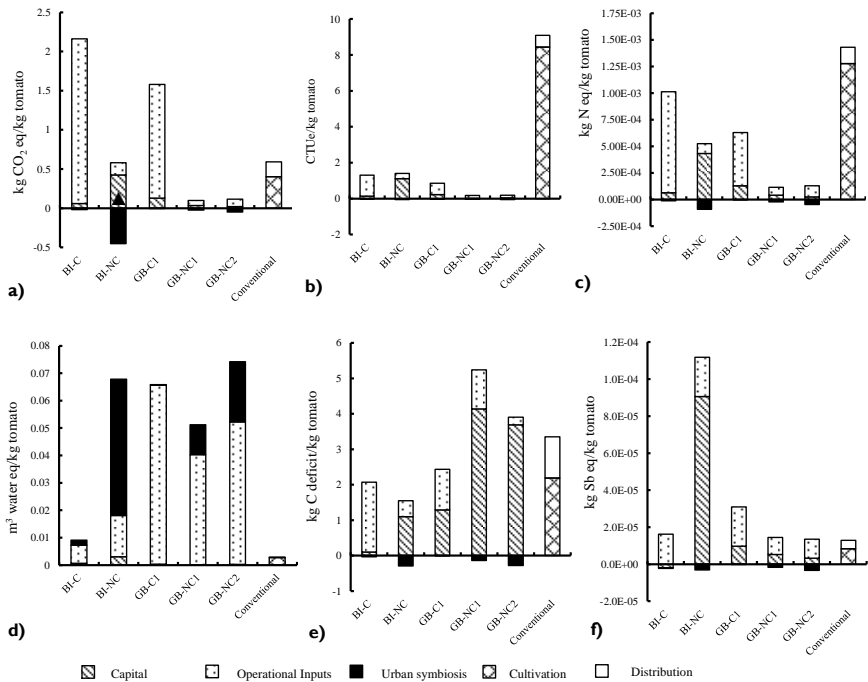 kg CO₂ eq/kg tomato
2.5
2
1.5
1
0.5
0
-0.5
BI-C
BI-NC
GB-C1
GB-NC1
GB-NC2
Conventional
a)
CTUe/kg tomato
10
8
6
4
2
0
-2
BI-C
BI-NC
GB-C1
GB-NC1
GB-NC2
Conventional
b)
kg N eq/kg tomato
1.75E-03
1.50E-03
1.25E-03
1.00E-03
7.50E-04
5.00E-04
2.50E-04
0.00E+00
-2.50E-04
BI-C
BI-NC
GB-C1
GB-NC1
GB-NC2
Conventional
c)
m³ water eq/kg tomato
0.08
0.07
0.06
0.05
0.04
0.03
0.02
0.01
0
BI-C
BI-NC
GB-C1
GB-NC1
GB-NC2
Conventional
d)
kg C deficit/kg tomato
6
5
4
3
2
1
0
-1
BI-C
BI-NC
GB-C1
GB-NC1
GB-NC2
Conventional
e)
kg Sb eq/kg tomato
1.2E-04
1.0E-04
8.0E-05
6.0E-05
4.0E-05
2.0E-05
0.0E+00
-2.0E-05
BI-C
BI-NC
GB-C1
GB-NC1
GB-NC2
Conventional
f)
Capital Operational Inputs Urban symbiosis Cultivation Distribution